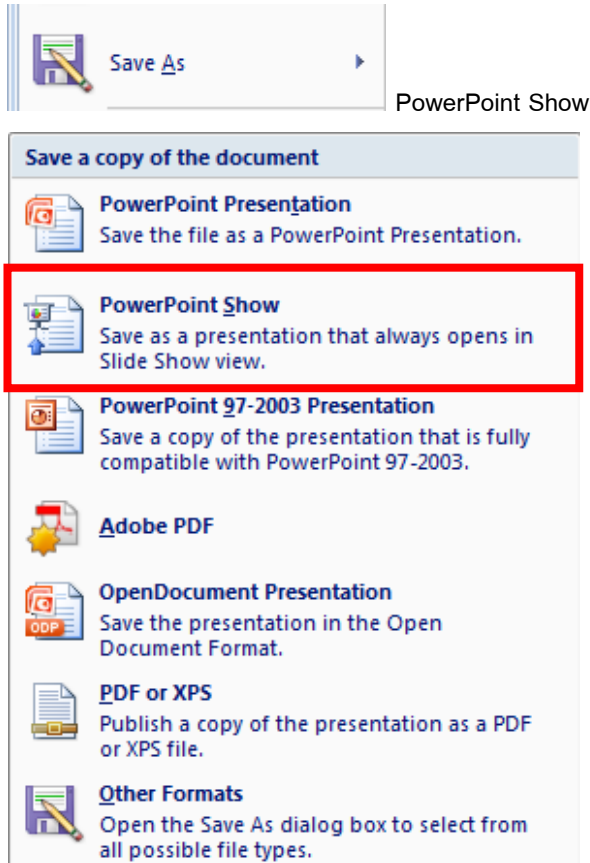 Save As
PowerPoint Show
Save a copy of the document
PowerPoint Presentation
Save the file as a PowerPoint Presentation.
PowerPoint Show
Save as a presentation that always opens in
Slide Show view.
PowerPoint 97-2003 Presentation
Save a copy of the presentation that is fully
compatible with PowerPoint 97-2003.
Adobe PDF
OpenDocument Presentation
Save the presentation in the Open
Document Format.
ODP
PDF or XPS
Publish a copy of the presentation as a PDF
or XPS file.
Other Formats
Open the Save As dialog box to select from
all possible file types.